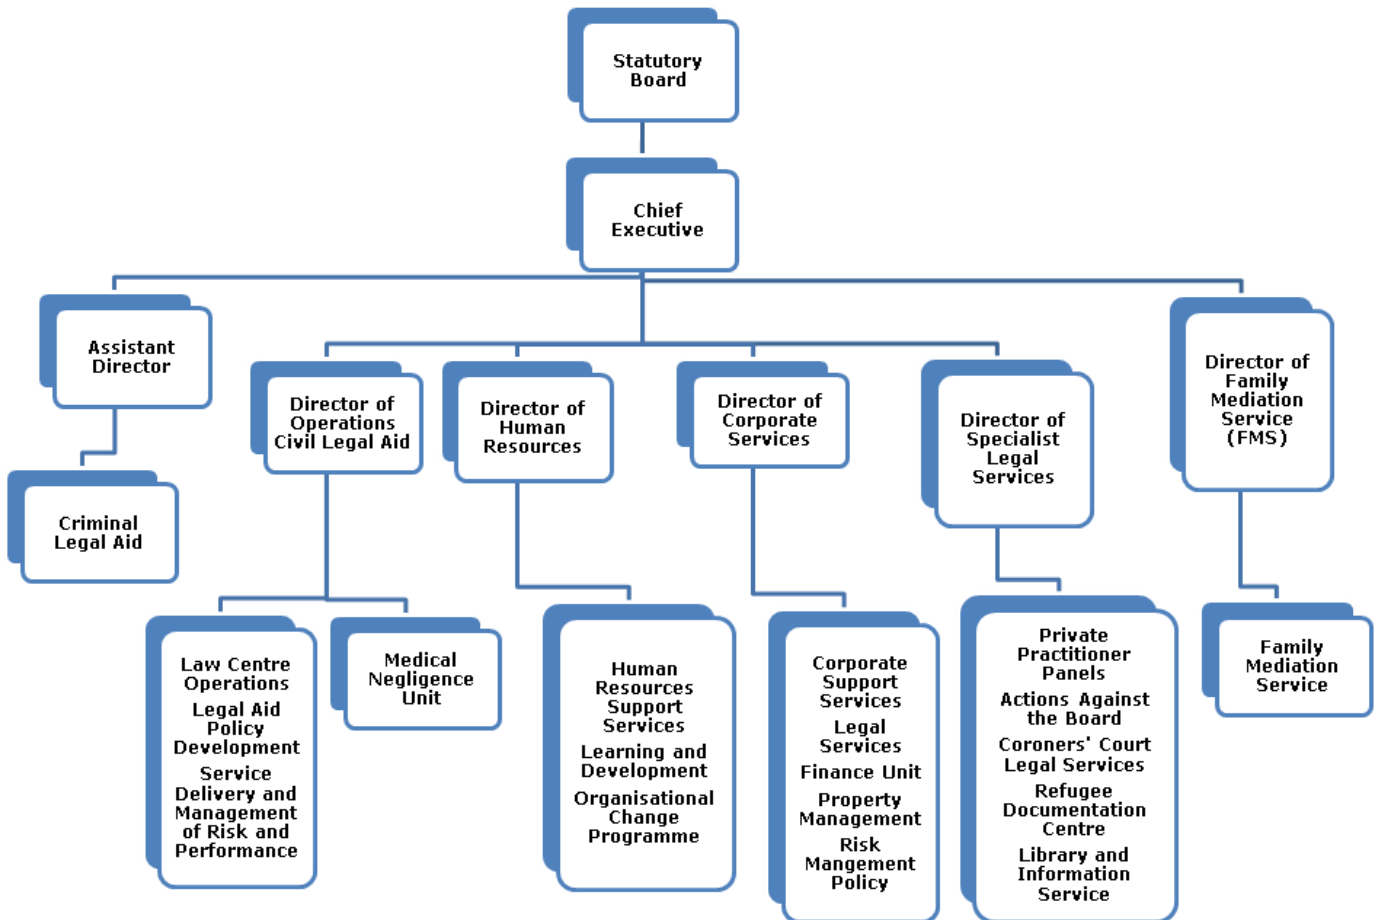 Statutory
Board
Chief
Executive
Assistant
Director
Director of
Operations
Civil Legal Aid
Director of
Human
Resources
Director of
Corporate
Services
Director of
Specialist
Legal
Services
Director of
Family
Mediation
Service
(FMS)
Criminal
Legal Aid
Law Centre
Operations
Legal Aid
Policy
Development
Service
Delivery and
Management
of Risk and
Performance
Medical
Negligence
Unit
Human
Resources
Support
Services
Learning and
Development
Organisational
Change
Programme
Corporate
Support
Services
Legal
Services
Finance Unit
Property
Management
Risk
Mangement
Policy
Private
Practitioner
Panels
Actions Against
the Board
Coroners' Court
Legal Services
Refugee
Documentation
Centre
Library and
Information
Service
Family
Mediation
Service